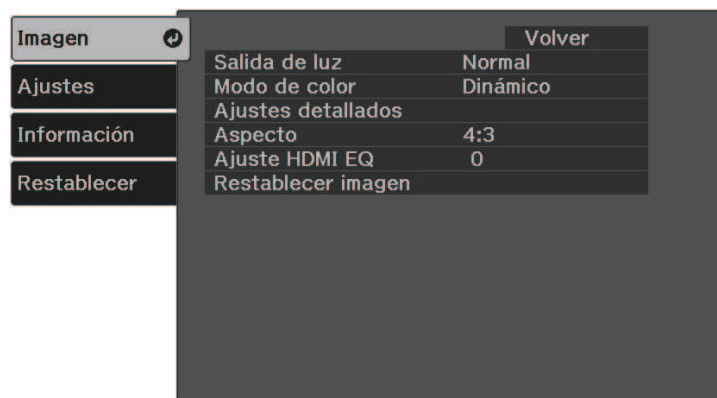 Imagen
Ajustes
Información
Restablecer
Volver
Salida de luz Normal
Modo de color Dinámico
Ajustes detallados
Aspecto 4:3
Ajuste HDMI EQ 0
Restablecer imagen